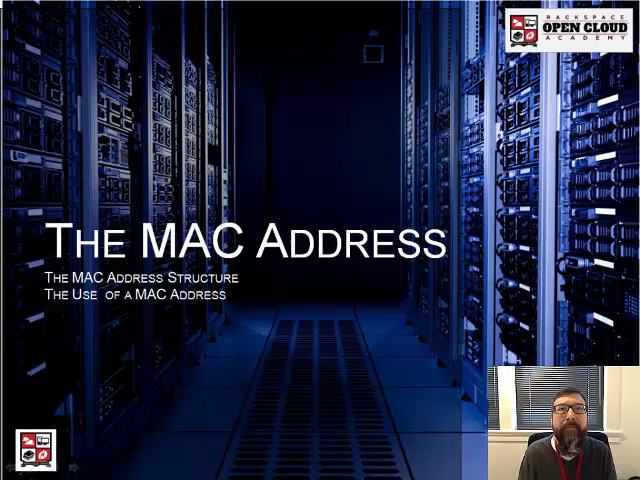 RACKSPACE
OPEN CLOUD
ACADEMY
THE MAC ADDRESS
THE MAC ADDRESS STRUCTURE
THE USE OF A MAC ADDRESS